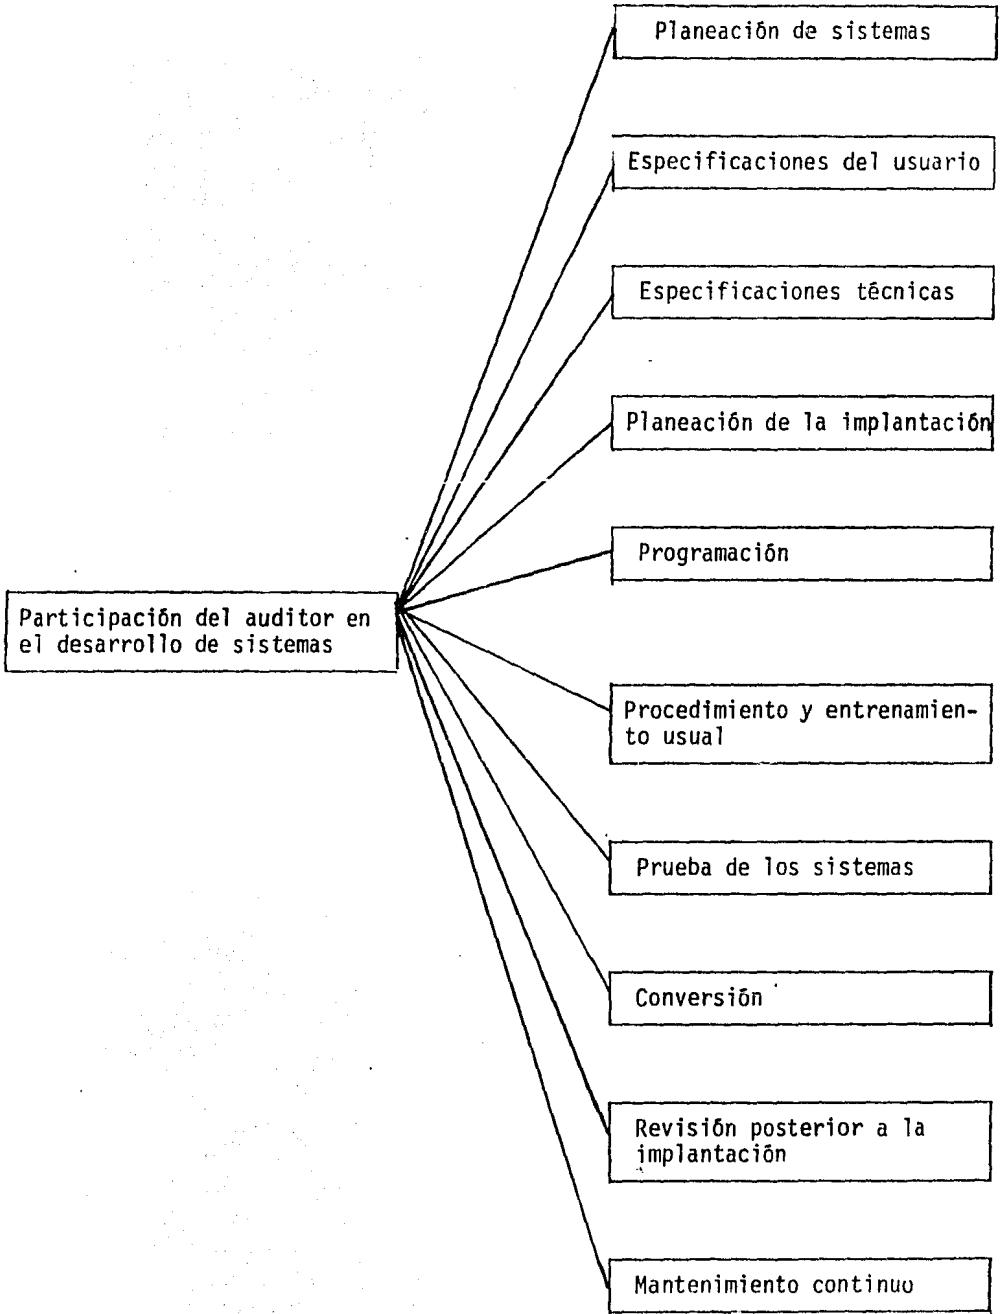 Planeación de sistemas
Especificaciones del usuario
Especificaciones técnicas
Planeación de la implantación
Programación
Participación del auditor en
el desarrollo de sistemas
Procedimiento y entrenamien-
to usual
Prueba de los sistemas
Conversión
Revisión posterior a la
implantación
Mantenimiento continuo